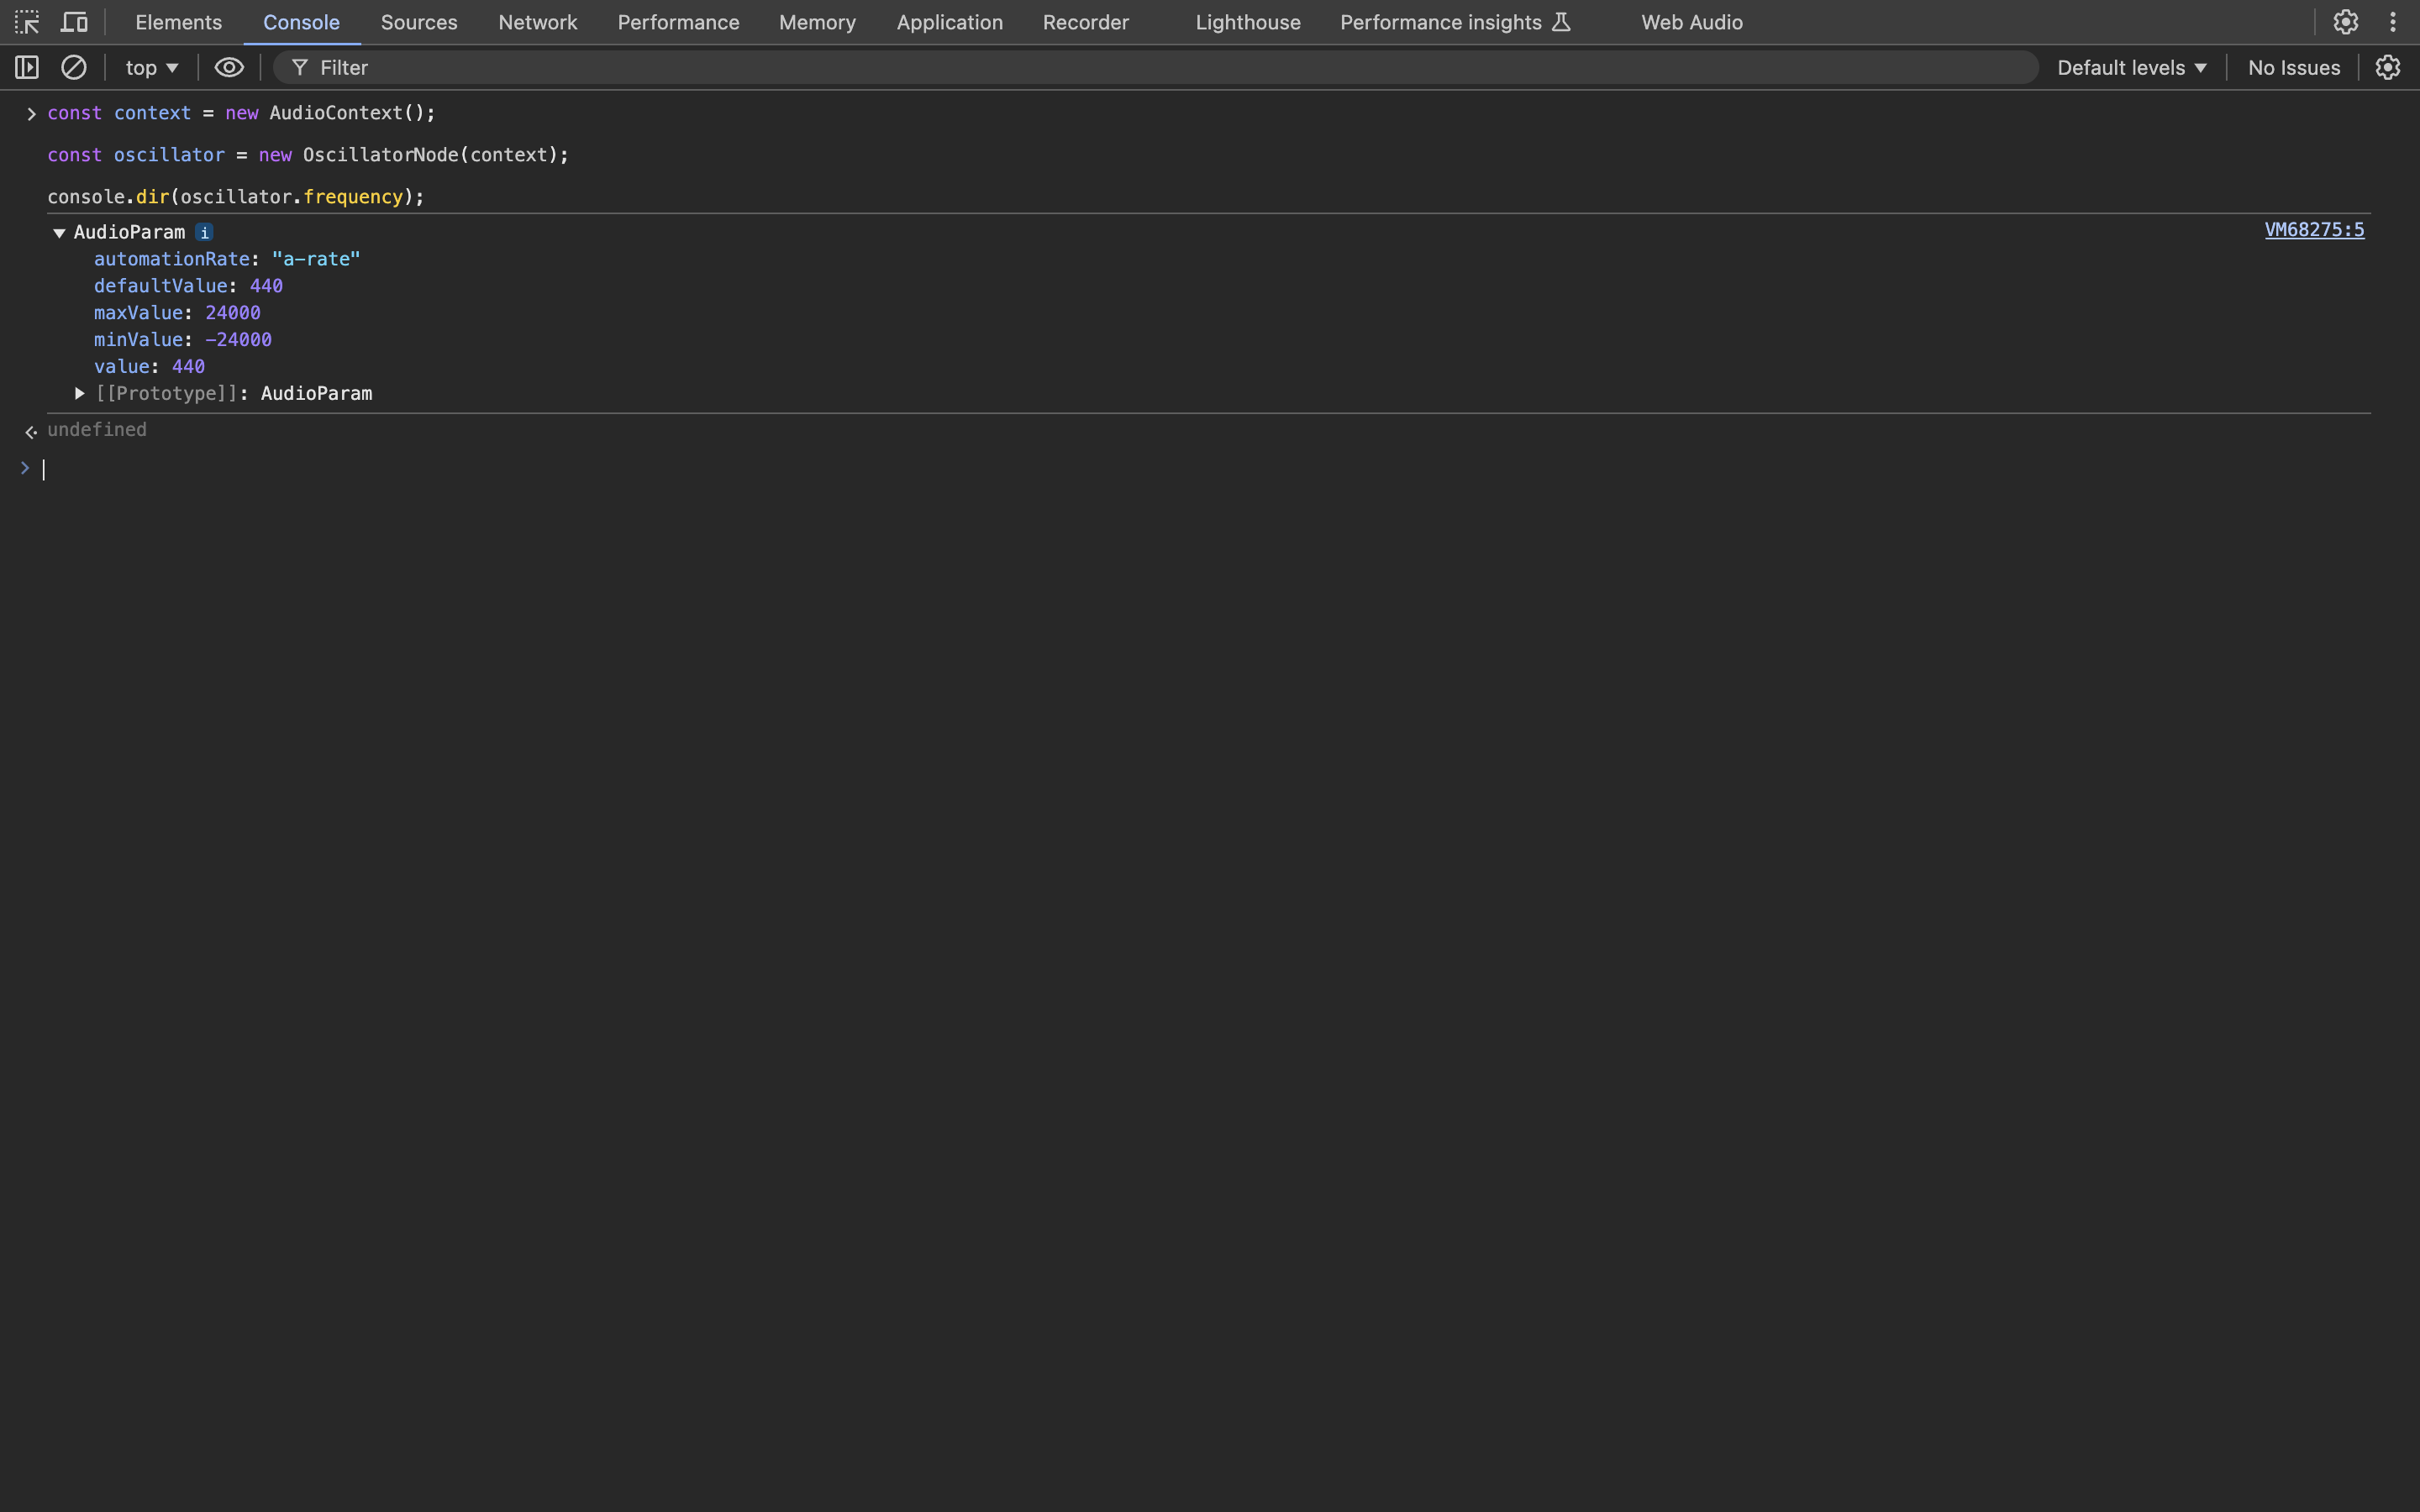 Elements Console Sources Network Performance Memory Application Recorder Lighthouse Performance insights Web Audio
top Filter Default levels No Issues
const context = new AudioContext();
const oscillator = new OscillatorNode(context);
console.dir(oscillator.frequency);
AudioParam i VM68275:5
automationRate: "a-rate"
defaultValue: 440
maxValue: 24000
minValue: -24000
value: 440
[[Prototype]]: AudioParam
undefined